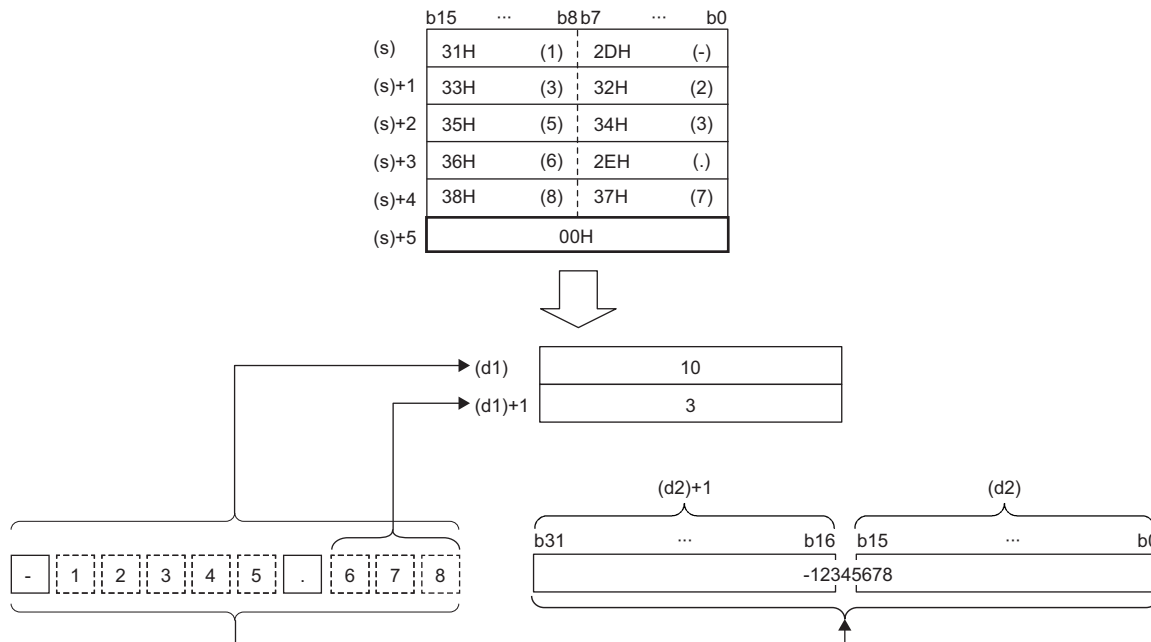 b15 ... b8 b7 ... b0
(s) 31H (1) 2DH (-)
(s)+1 33H (3) 32H (2)
(s)+2 35H (5) 34H (3)
(s)+3 36H (6) 2EH (.)
(s)+4 38H (8) 37H (7)
(s)+5 00H
(d1) 10
(d1)+1 3
(d2)+1 (d2)
b31 ... b16 b15 ... b0
- 1 2 3 4 5 . 6 7 8 -12345678